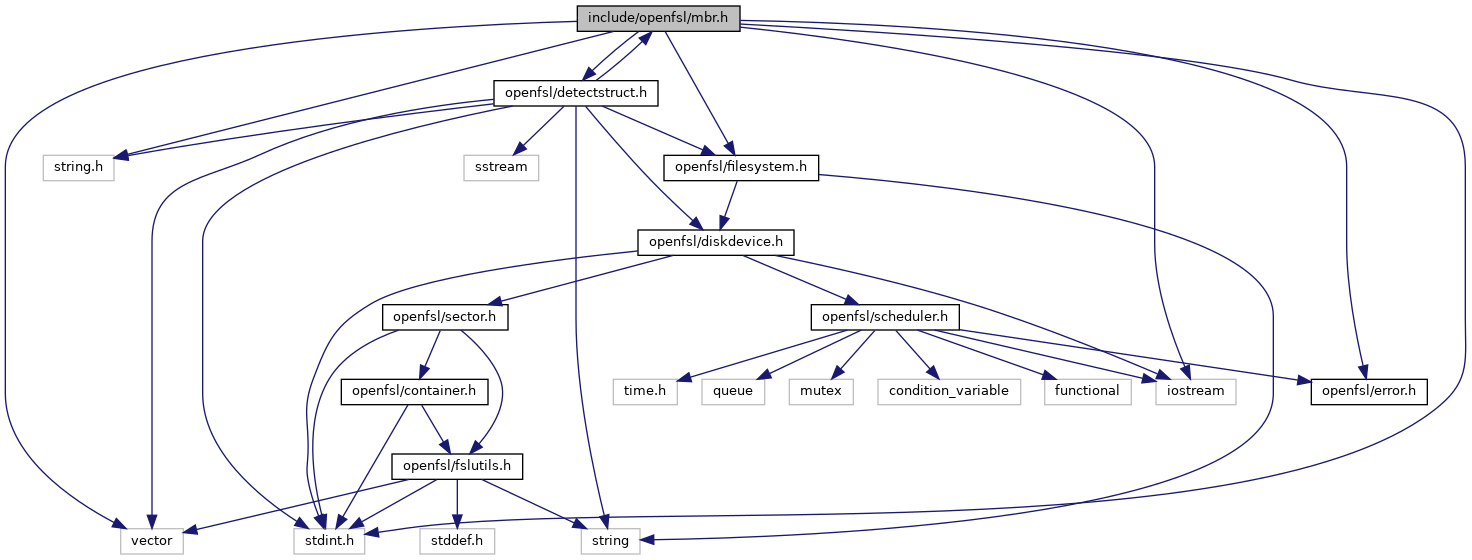 include/openfsl/mbr.h
openfsl/detectstruct.h
string.h
sstream
openfsl/filesystem.h
openfsl/diskdevice.h
openfsl/sector.h
openfsl/scheduler.h
openfsl/container.h
time.h
queue
mutex
condition_variable
functional
iostream
openfsl/error.h
openfsl/fslutils.h
vector
stdint.h
stddef.h
string